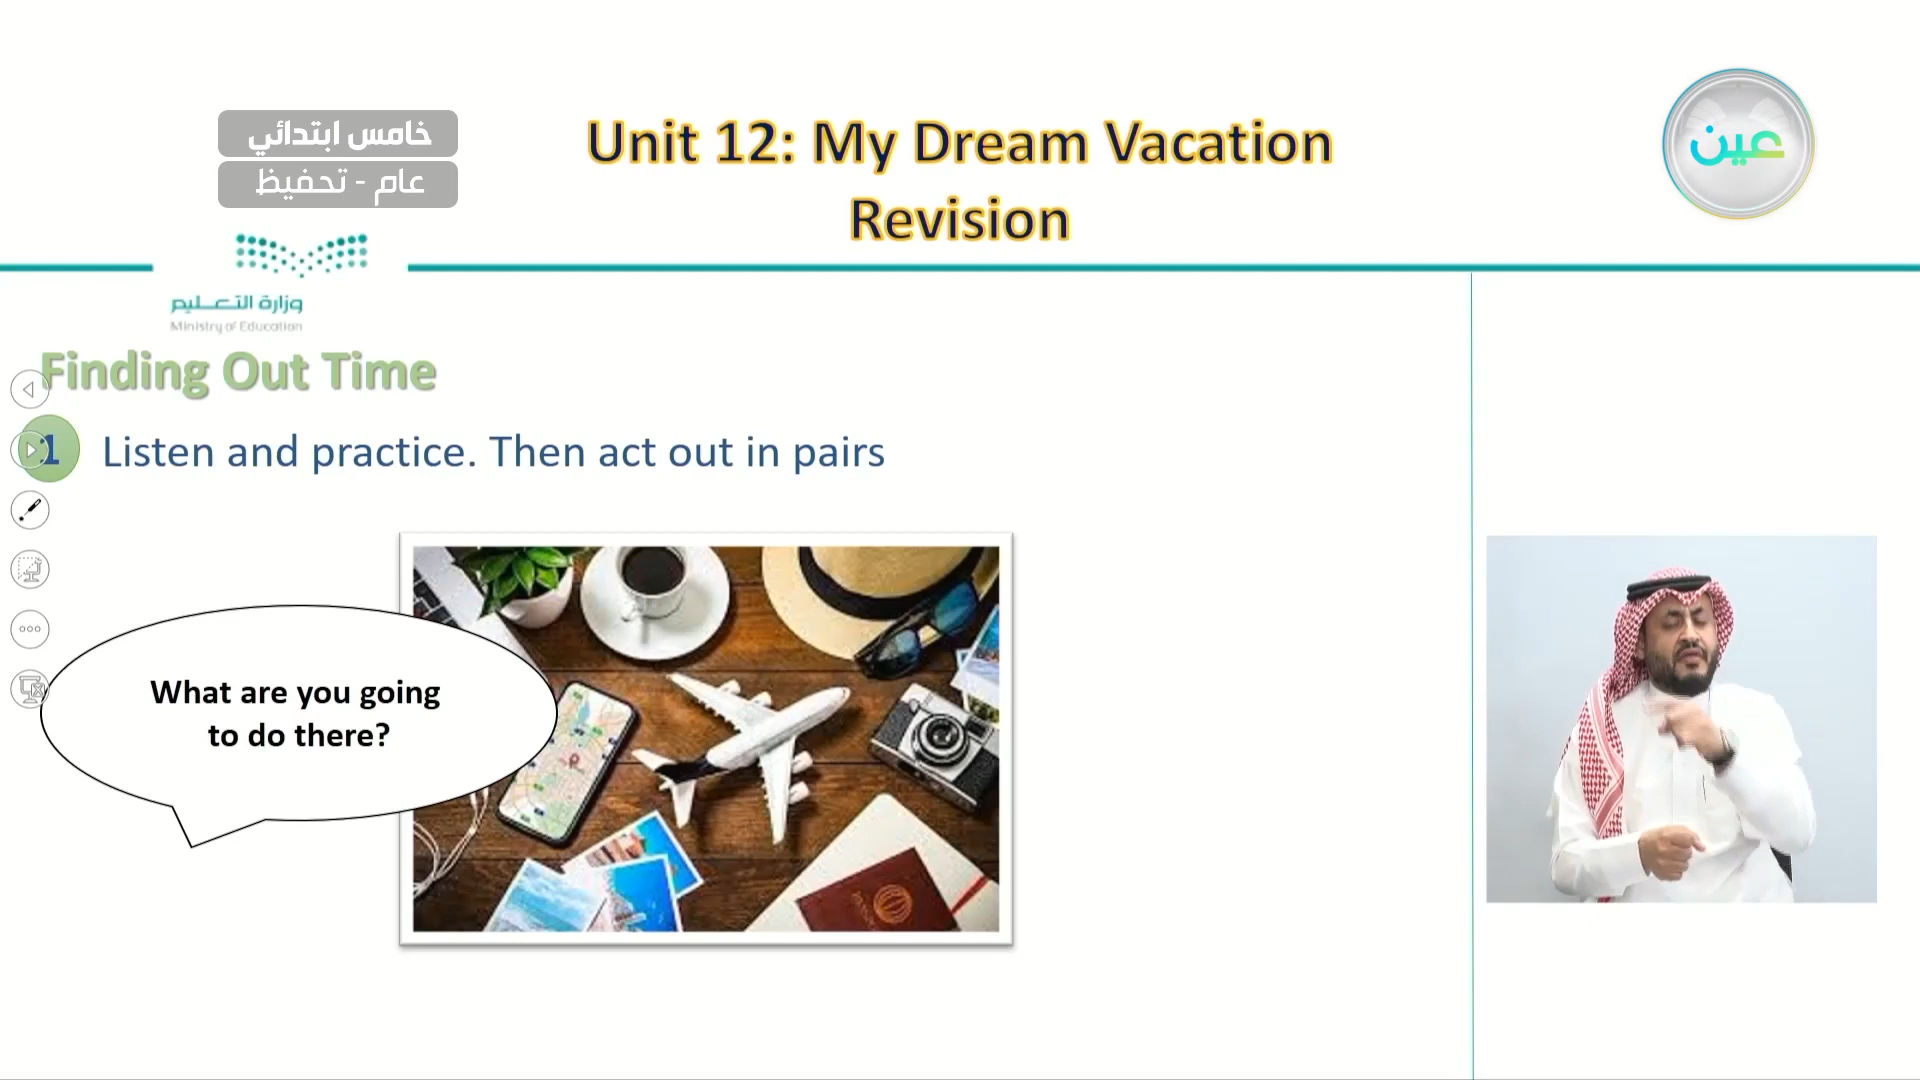 خامس ابتدائي
عام - تحفيظ
Unit 12: My Dream Vacation
Revision
عين
وزارة التعليم
Ministry of Education
Finding Out Time
1 Listen and practice. Then act out in pairs
What are you going
to do there?